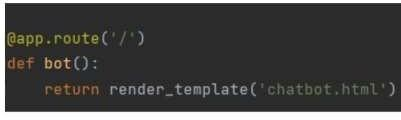 @app.route('/')
def bot():
    return render_template('chatbot.html')